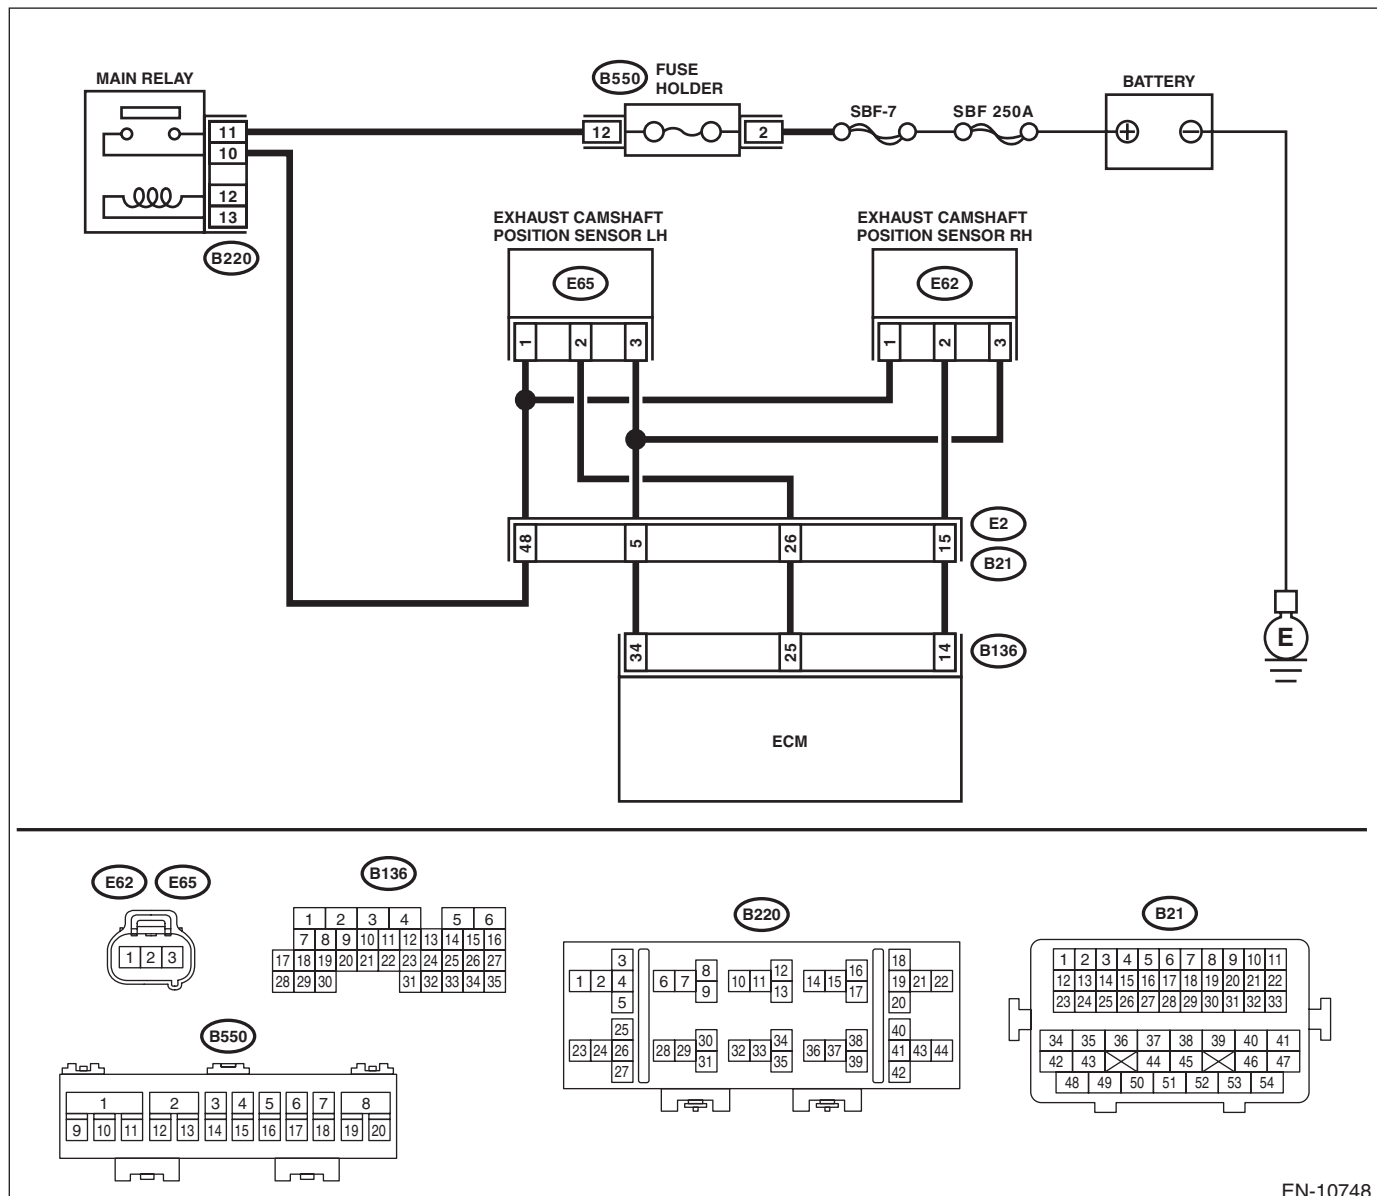 MAIN RELAY
11
10
12
13
B220
B550
FUSE
HOLDER
12
2
SBF-7
SBF 250A
BATTERY
EXHAUST CAMSHAFT
POSITION SENSOR LH
E65
1 2 3
EXHAUST CAMSHAFT
POSITION SENSOR RH
E62
1 2 3
48 5 26 15
E2
B21
34 25 14
B136
ECM
E
E62 E65
1 2 3
B136
1 2 3 4 5 6
7 8 9 10 11 12 13 14 15 16
17 18 19 20 21 22 23 24 25 26 27
28 29 30 31 32 33 34 35
B550
1 2 3 4 5 6 7 8
9 10 11 12 13 14 15 16 17 18 19 20
B220
3 8 12 16 18
1 2 4 6 7 10 11 14 15 19 21 22
5 9 13 17 20
25 30 34 38 40
23 24 26 28 29 32 33 36 37 41 43 44
27 31 35 39 42
B21
1 2 3 4 5 6 7 8 9 10 11
12 13 14 15 16 17 18 19 20 21 22
23 24 25 26 27 28 29 30 31 32 33
34 35 36 37 38 39 40 41
42 43 44 45 46 47
48 49 50 51 52 53 54
EN-10748